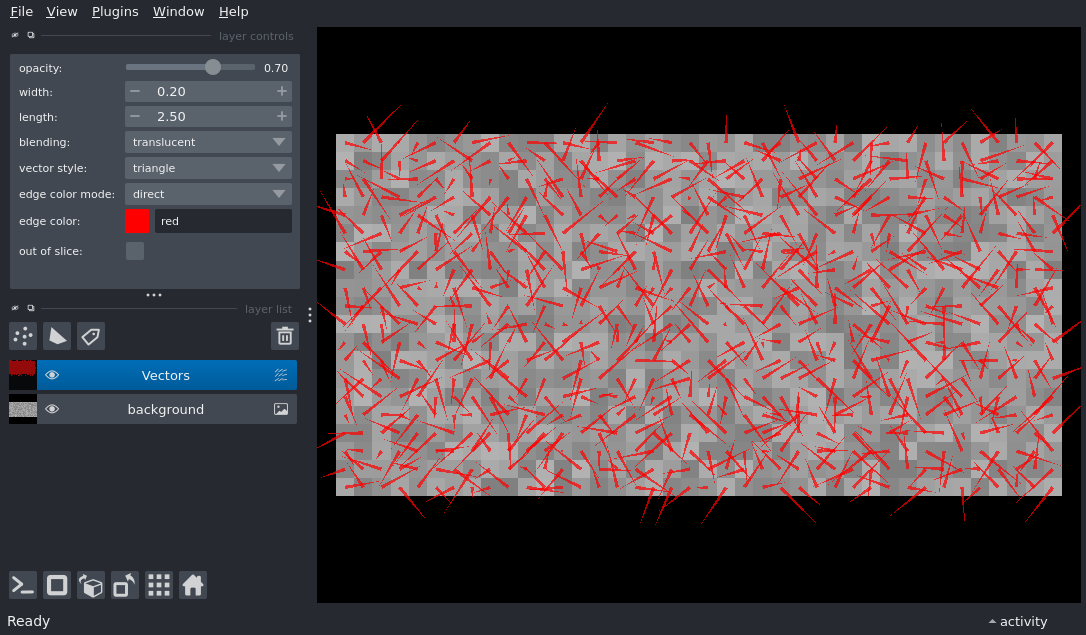 File View Plugins Window Help
layer controls
opacity: 0.70
width: − 0.20 +
length: − 2.50 +
blending: translucent
vector style: triangle
edge color mode: direct
edge color: red
out of slice:
layer list
Vectors
background
Ready activity